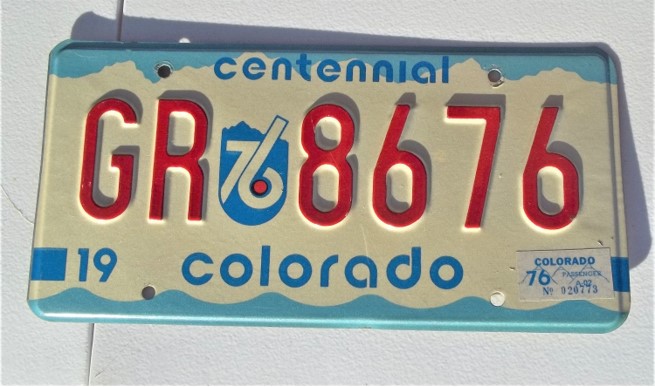 centennial
GR 76 8676
19 colorado
COLORADO
76 PASSENGER
No 020773